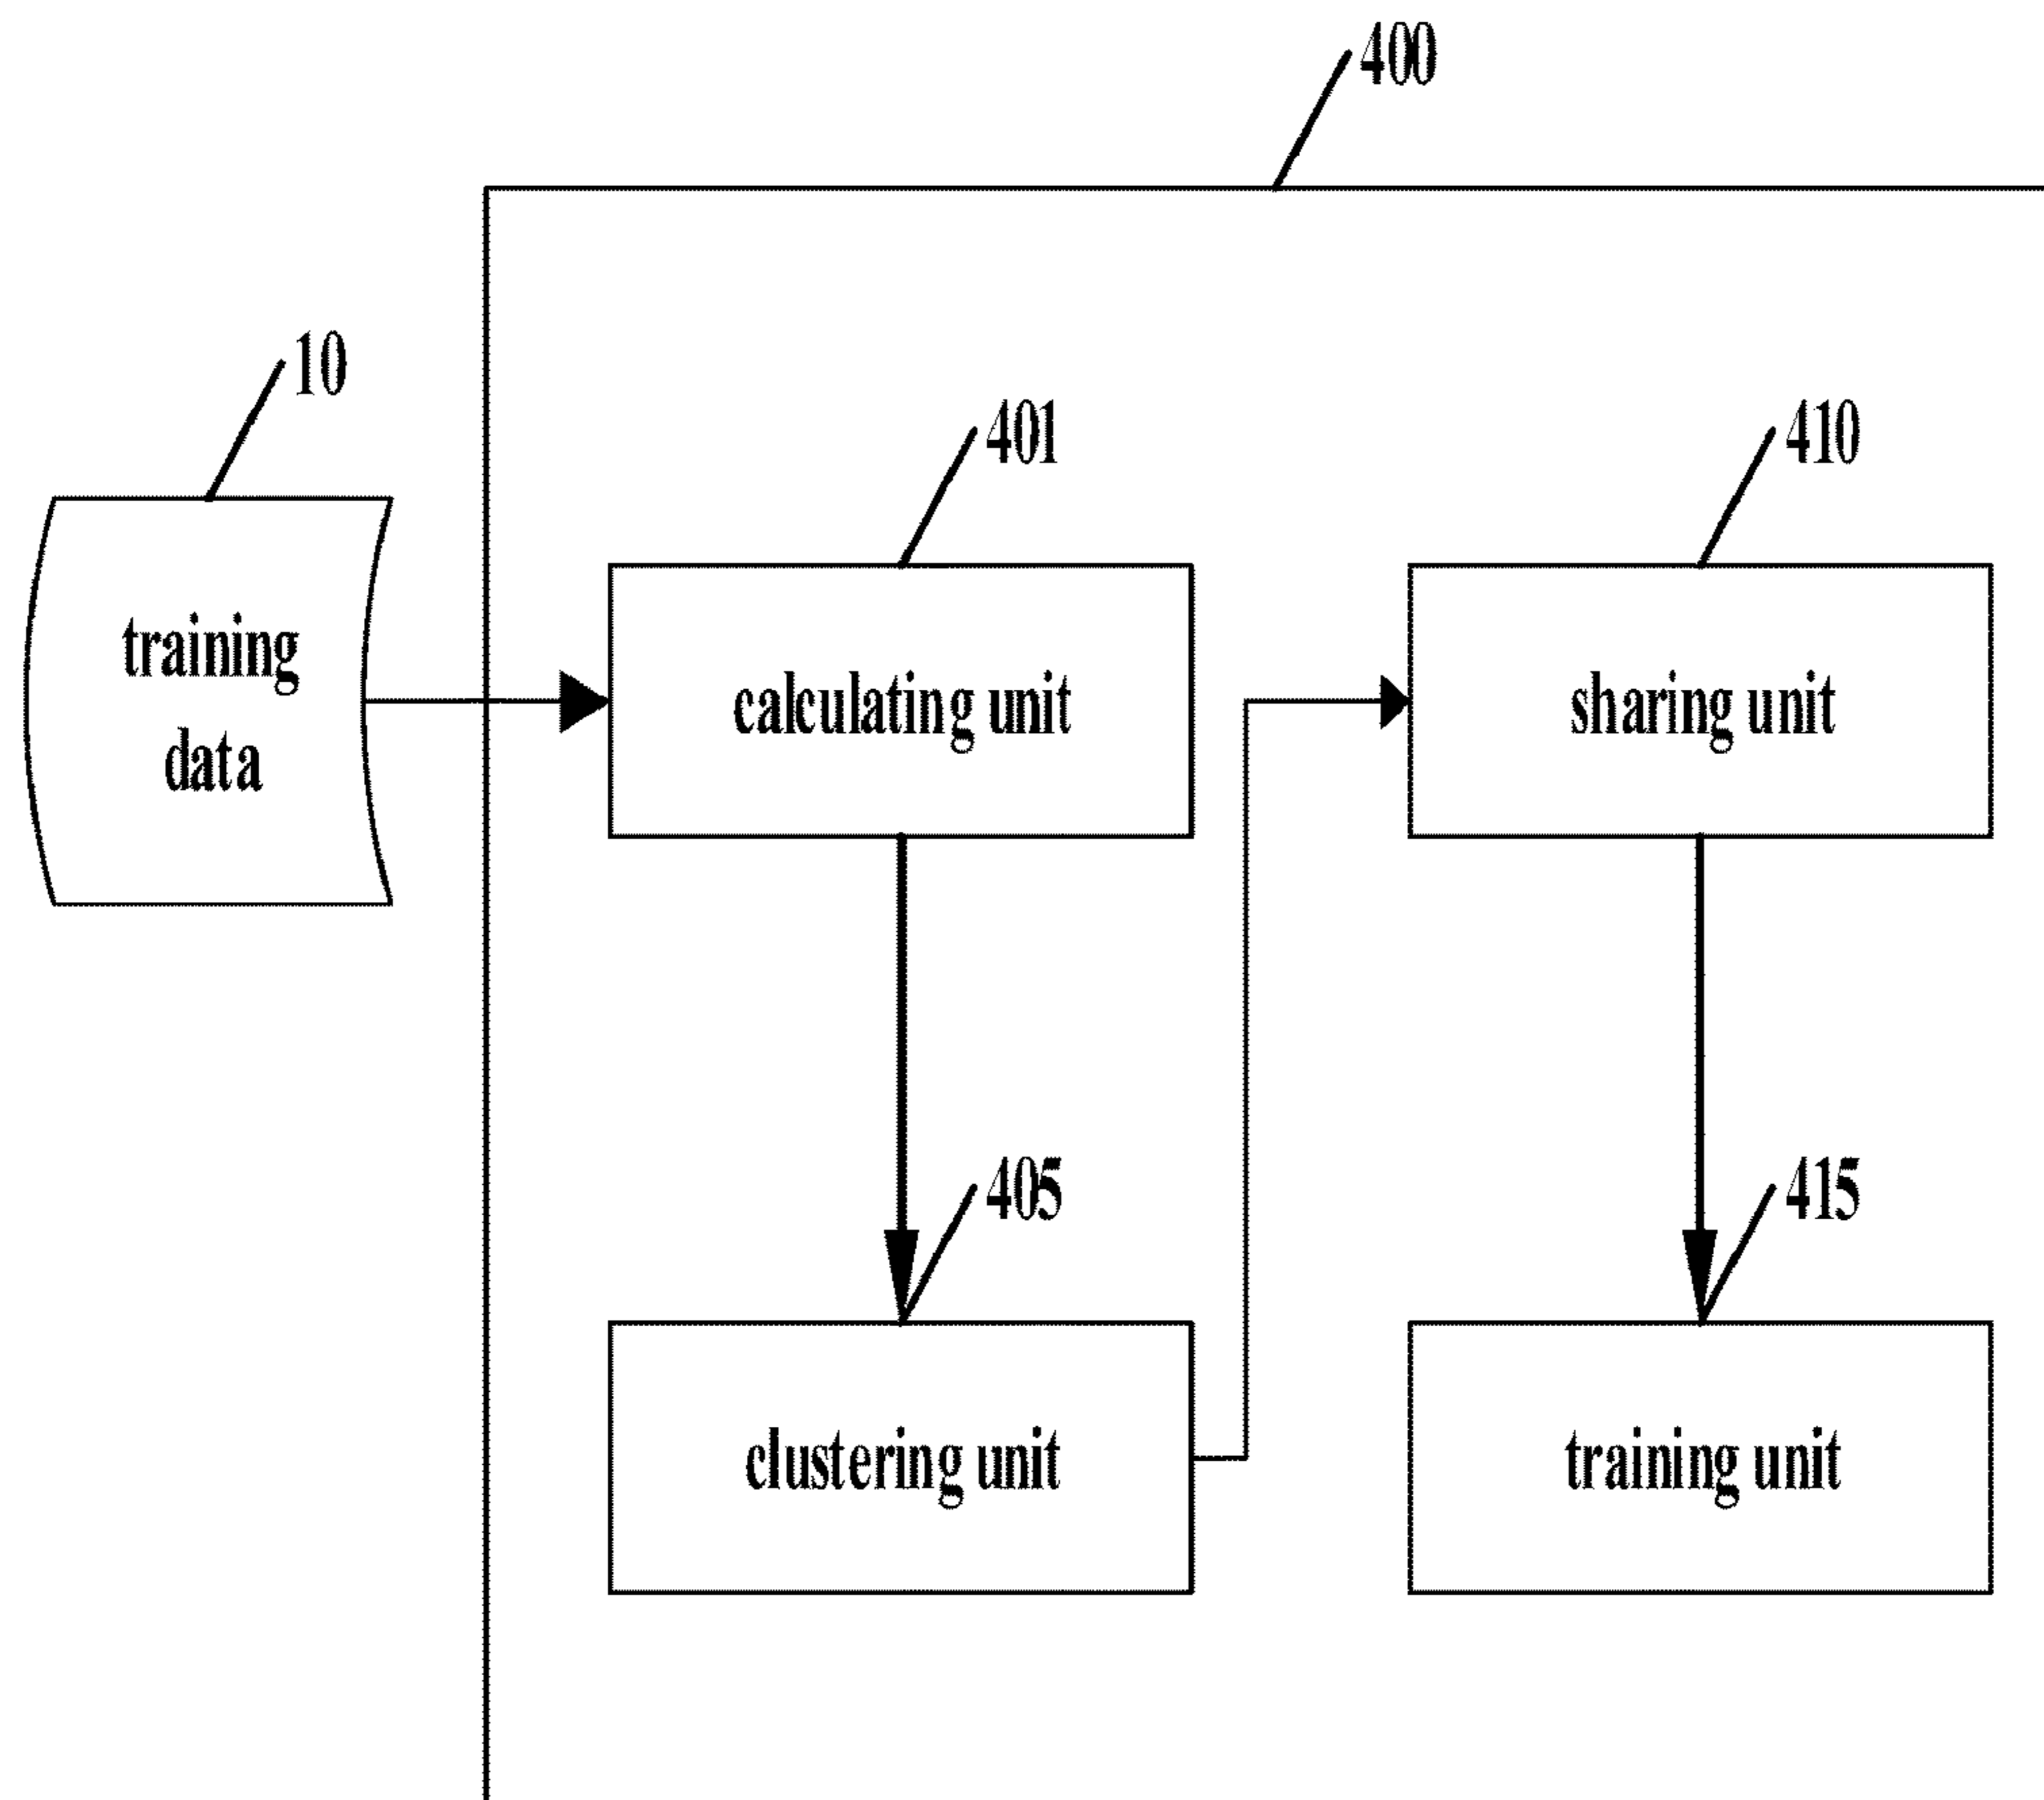 400
10
401
410
training
data
calculating unit
sharing unit
405
415
clustering unit
training unit